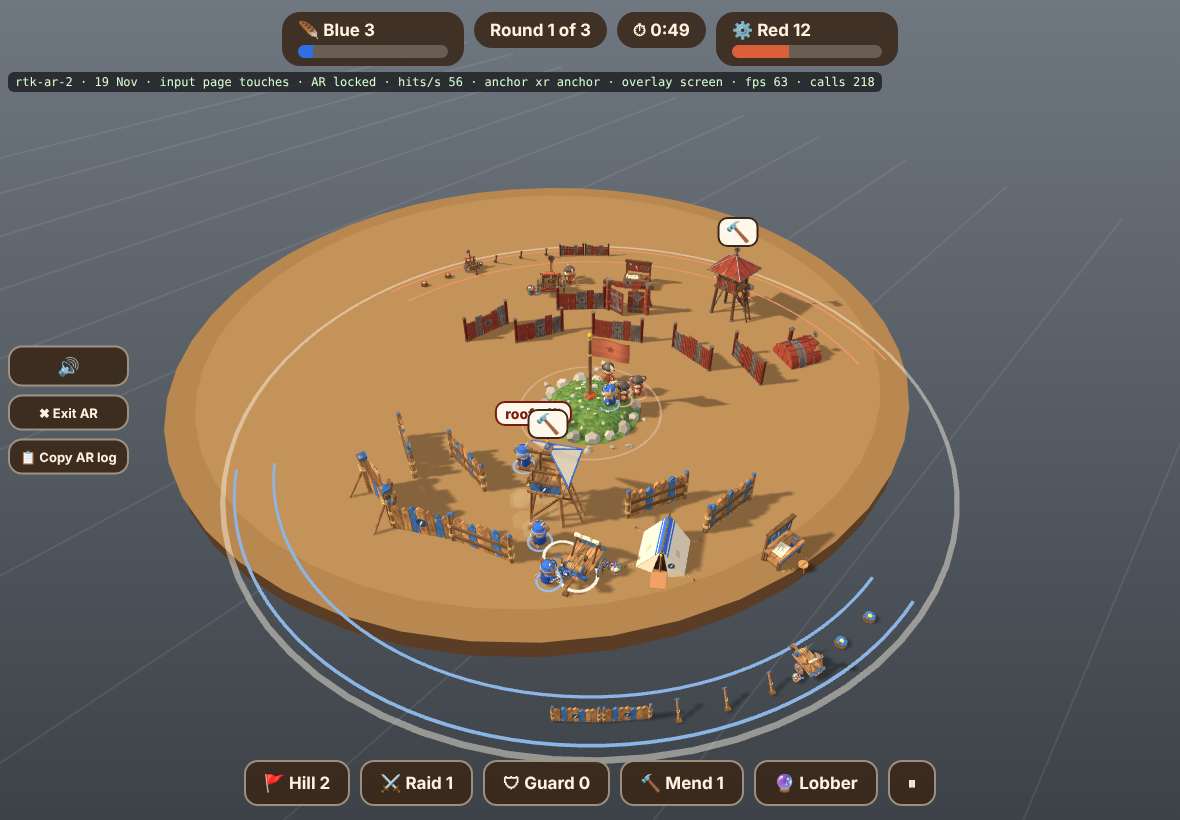 Blue 3
Round 1 of 3
0:49
Red 12
rtk-ar-2 · 19 Nov · input page touches · AR locked · hits/s 56 · anchor xr anchor · overlay screen · fps 63 · calls 218
Exit AR
Copy AR log
Hill 2
Raid 1
Guard 0
Mend 1
Lobber